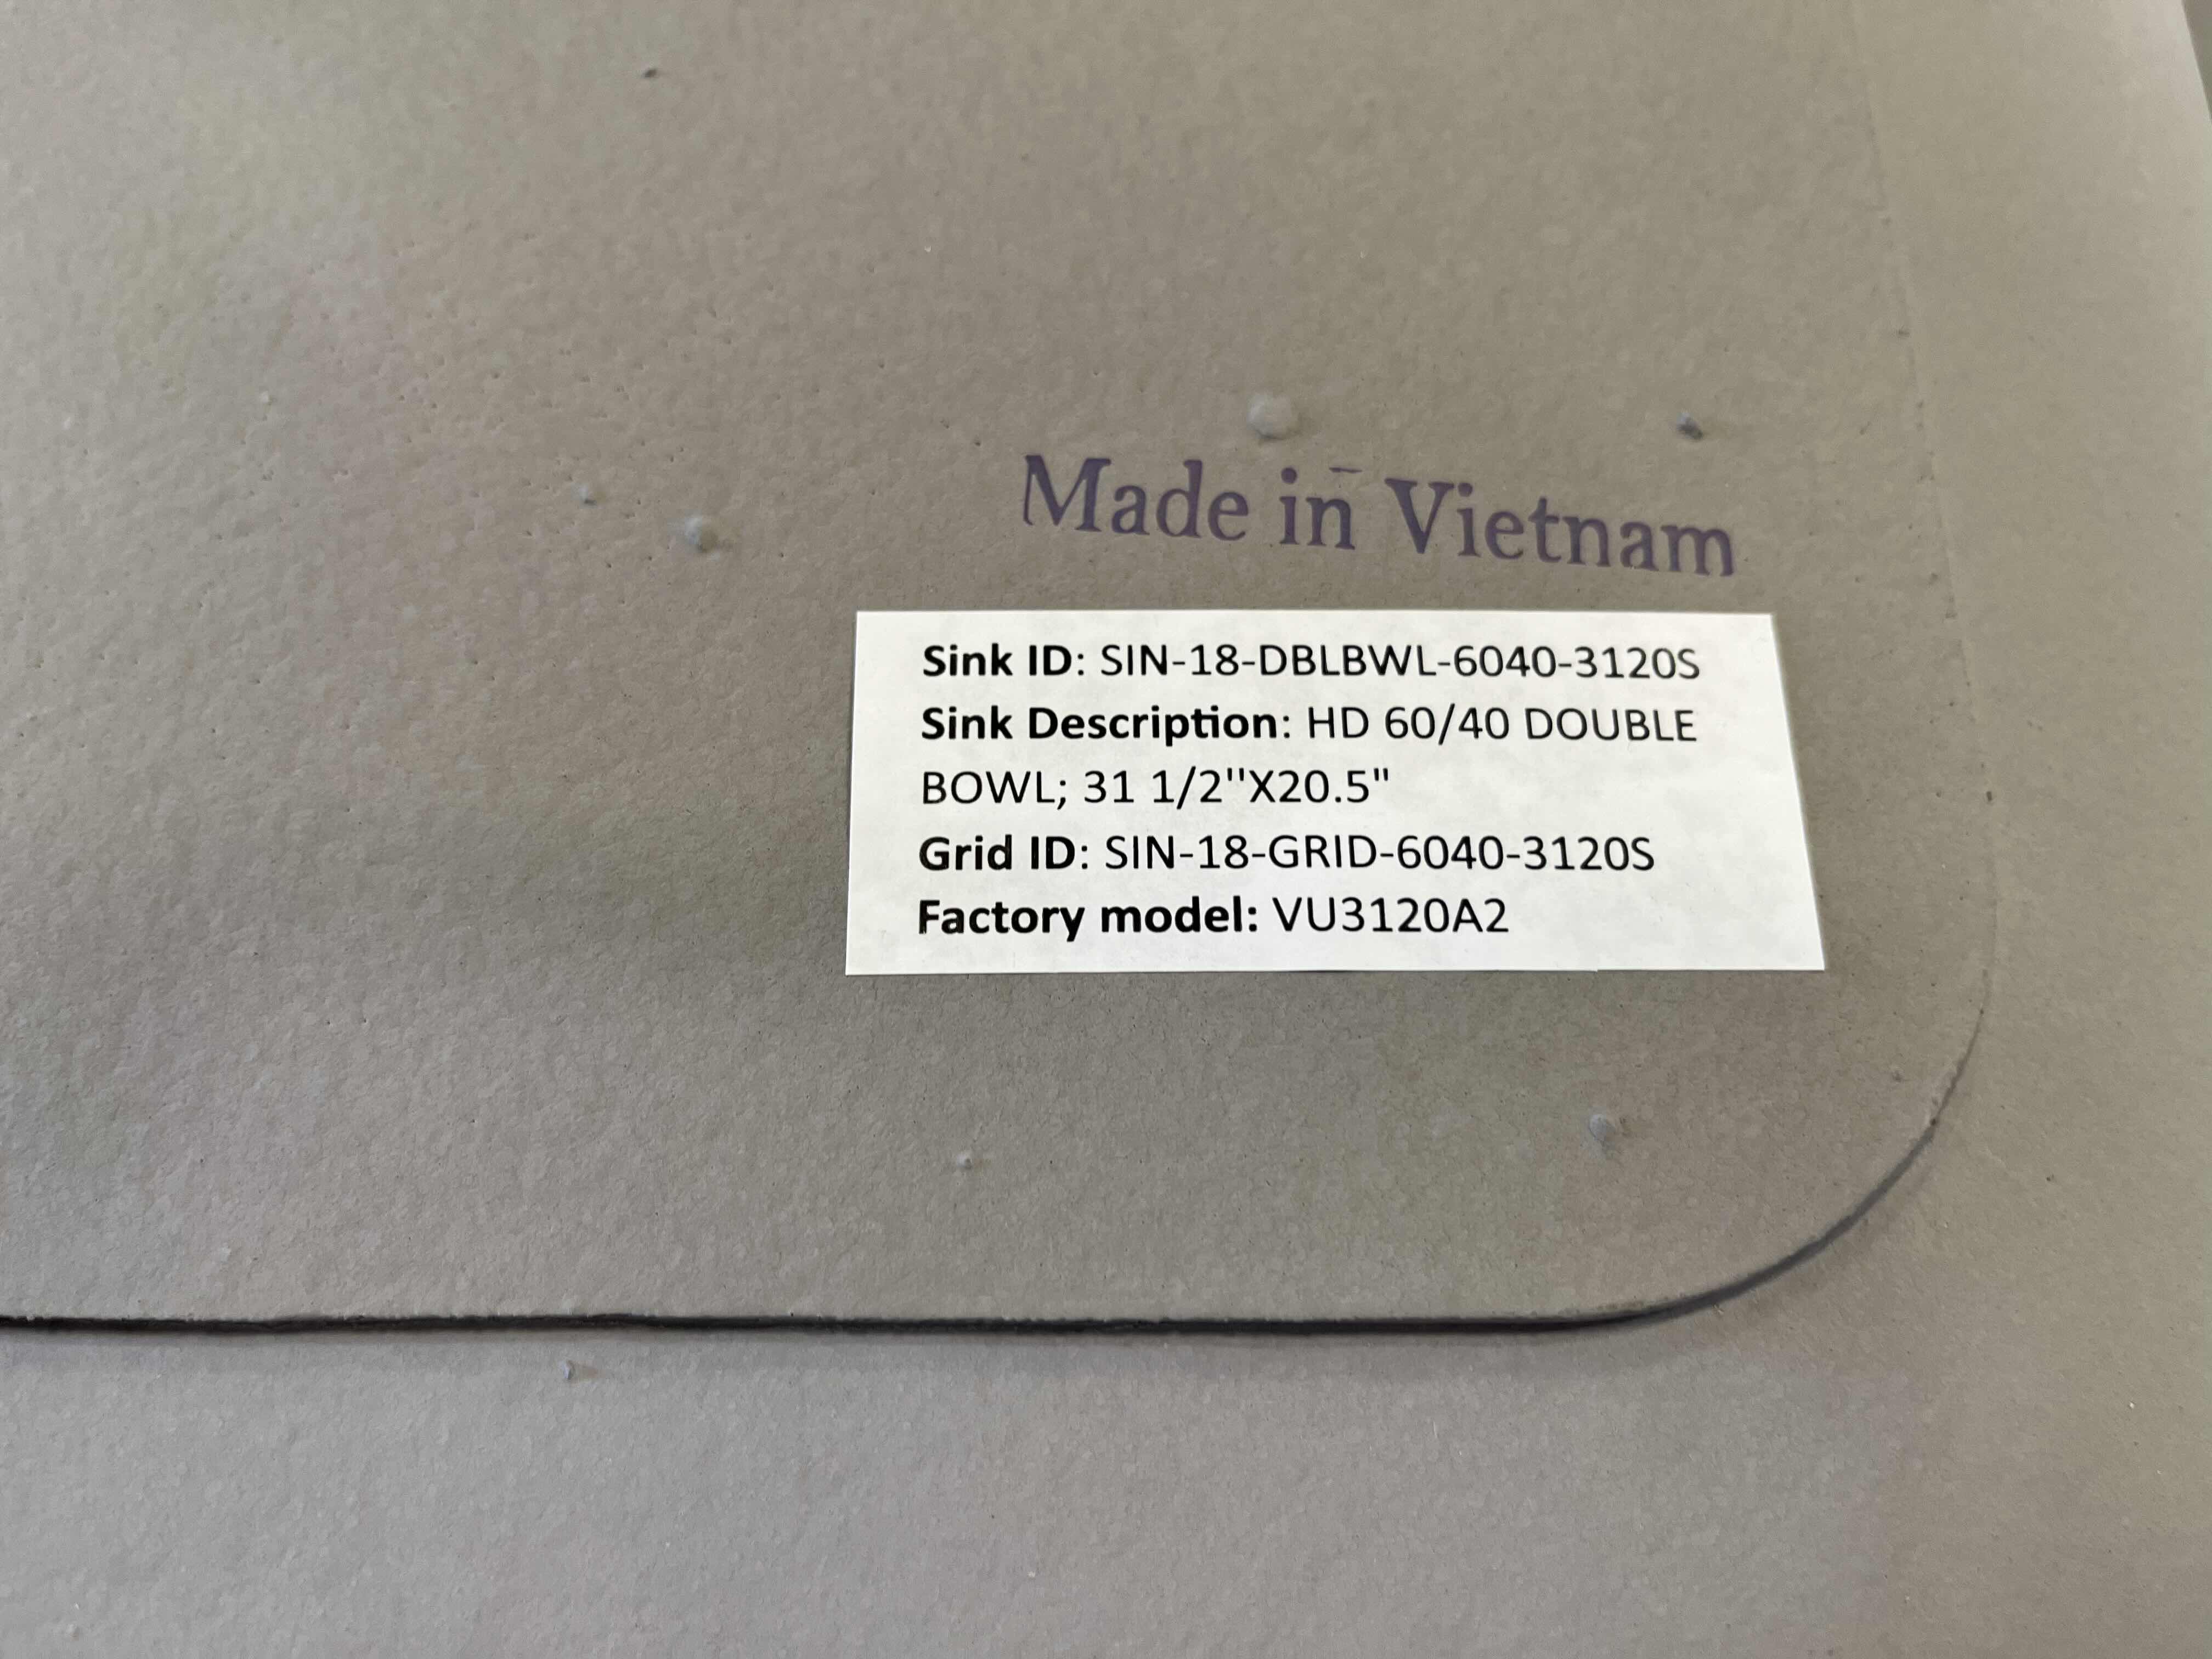 Made in Vietnam
Sink ID: SIN-18-DBLBWL-6040-3120S
Sink Description: HD 60/40 DOUBLE
BOWL; 31 1/2''X20.5"
Grid ID: SIN-18-GRID-6040-3120S
Factory model: VU3120A2